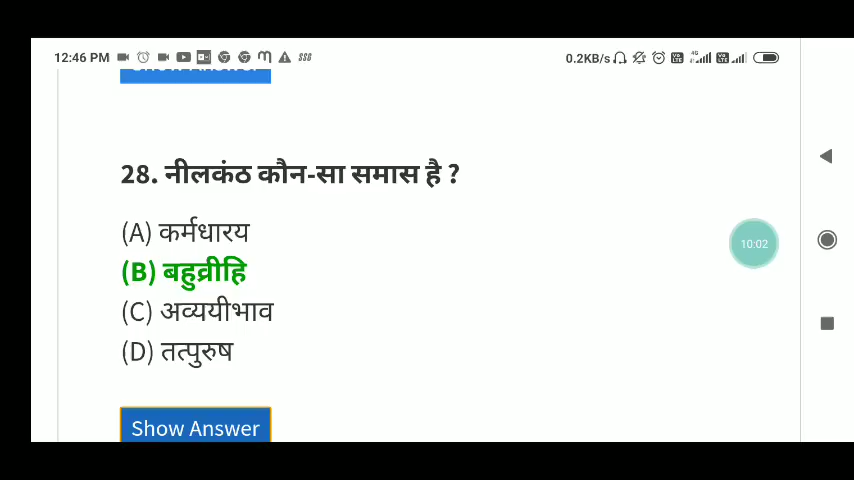 12:46 PM
0.2KB/s
28. नीलकंठ कौन-सा समास है ?
(A) कर्मधारय
(B) बहुव्रीहि
(C) अव्ययीभाव
(D) तत्पुरुष
10:02
Show Answer